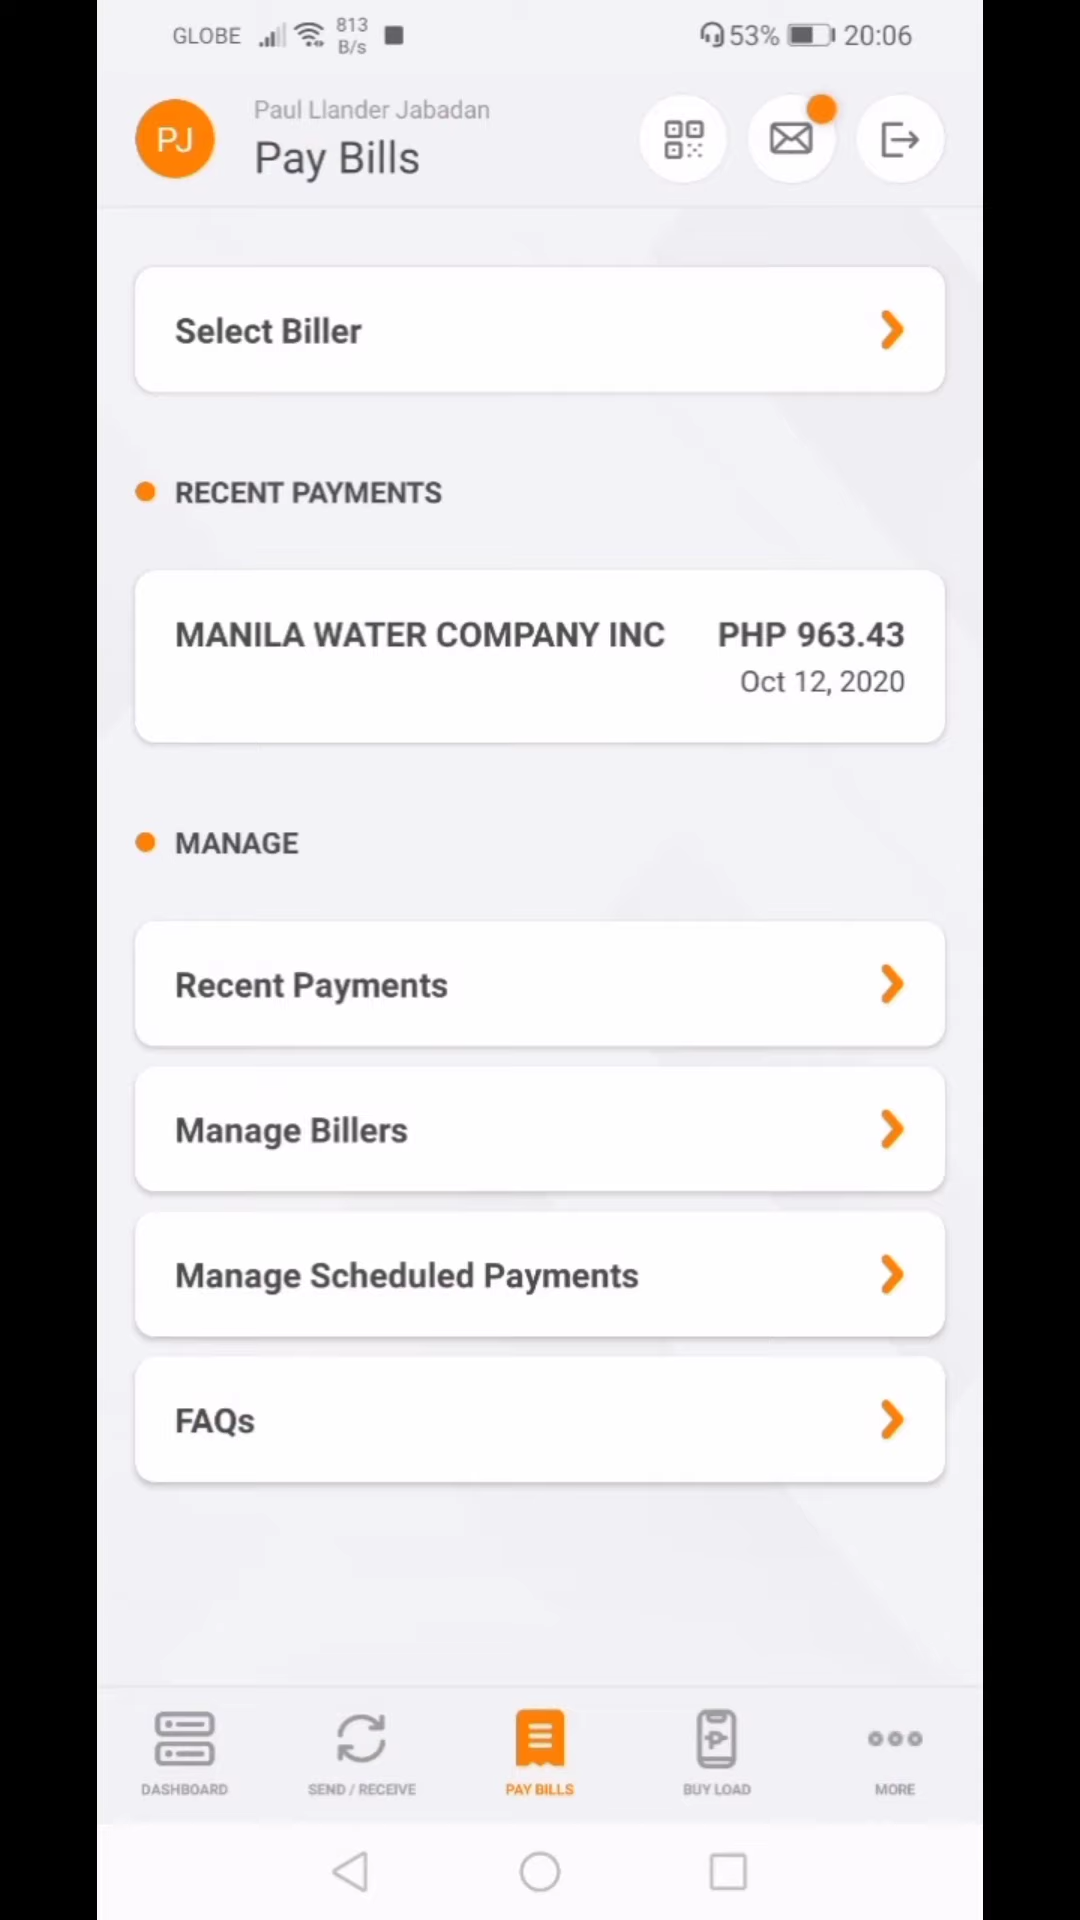 GLOBE 813 B/s 53% 20:06
PJ
Paul Llander Jabadan
Pay Bills
Select Biller
RECENT PAYMENTS
MANILA WATER COMPANY INC PHP 963.43
Oct 12, 2020
MANAGE
Recent Payments
Manage Billers
Manage Scheduled Payments
FAQs
DASHBOARD SEND / RECEIVE PAY BILLS BUY LOAD MORE